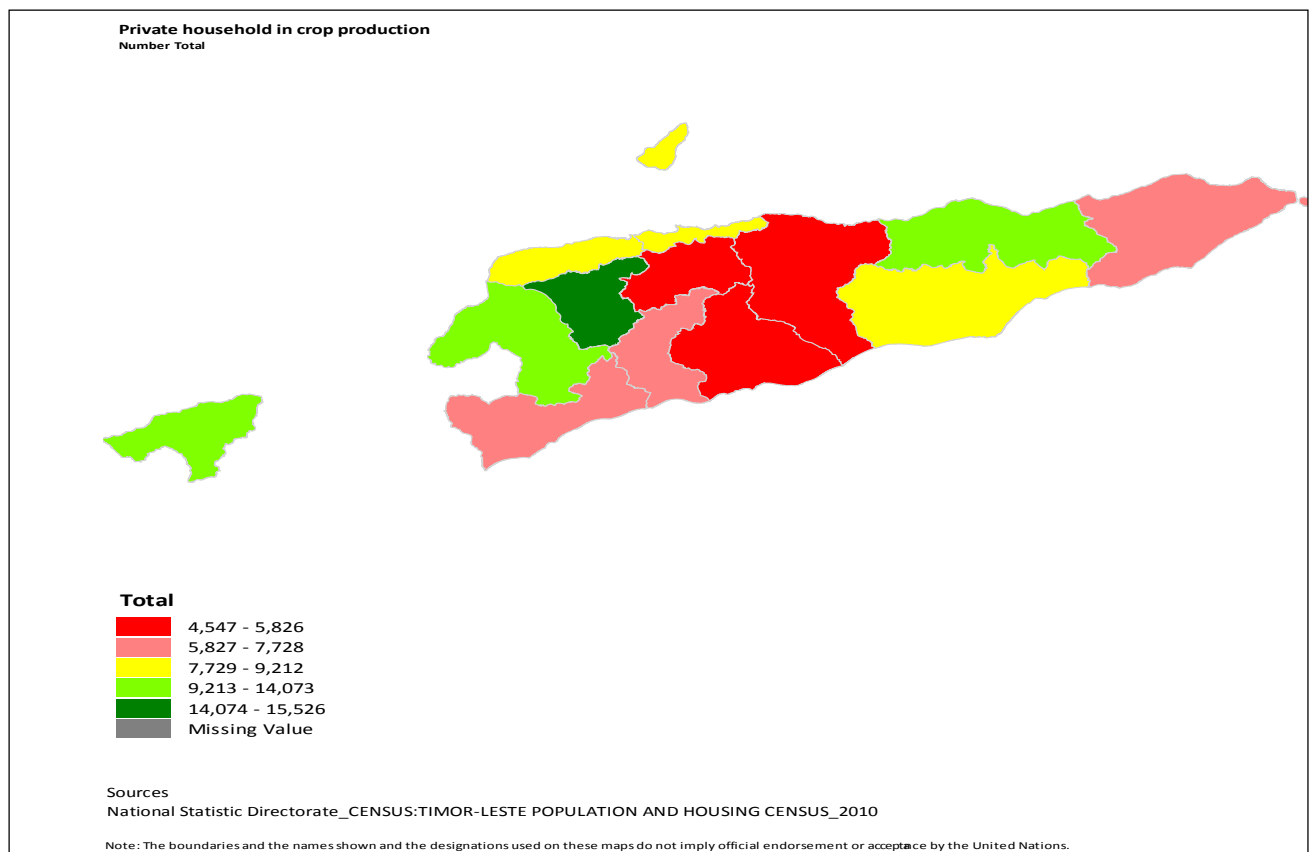 Private household in crop production
Number Total
Total
4,547 - 5,826
5,827 - 7,728
7,729 - 9,212
9,213 - 14,073
14,074 - 15,526
Missing Value
Sources
National Statistic Directorate_CENSUS:TIMOR-LESTE POPULATION AND HOUSING CENSUS_2010
Note: The boundaries and the names shown and the designations used on these maps do not imply official endorsement or acceptance by the United Nations.